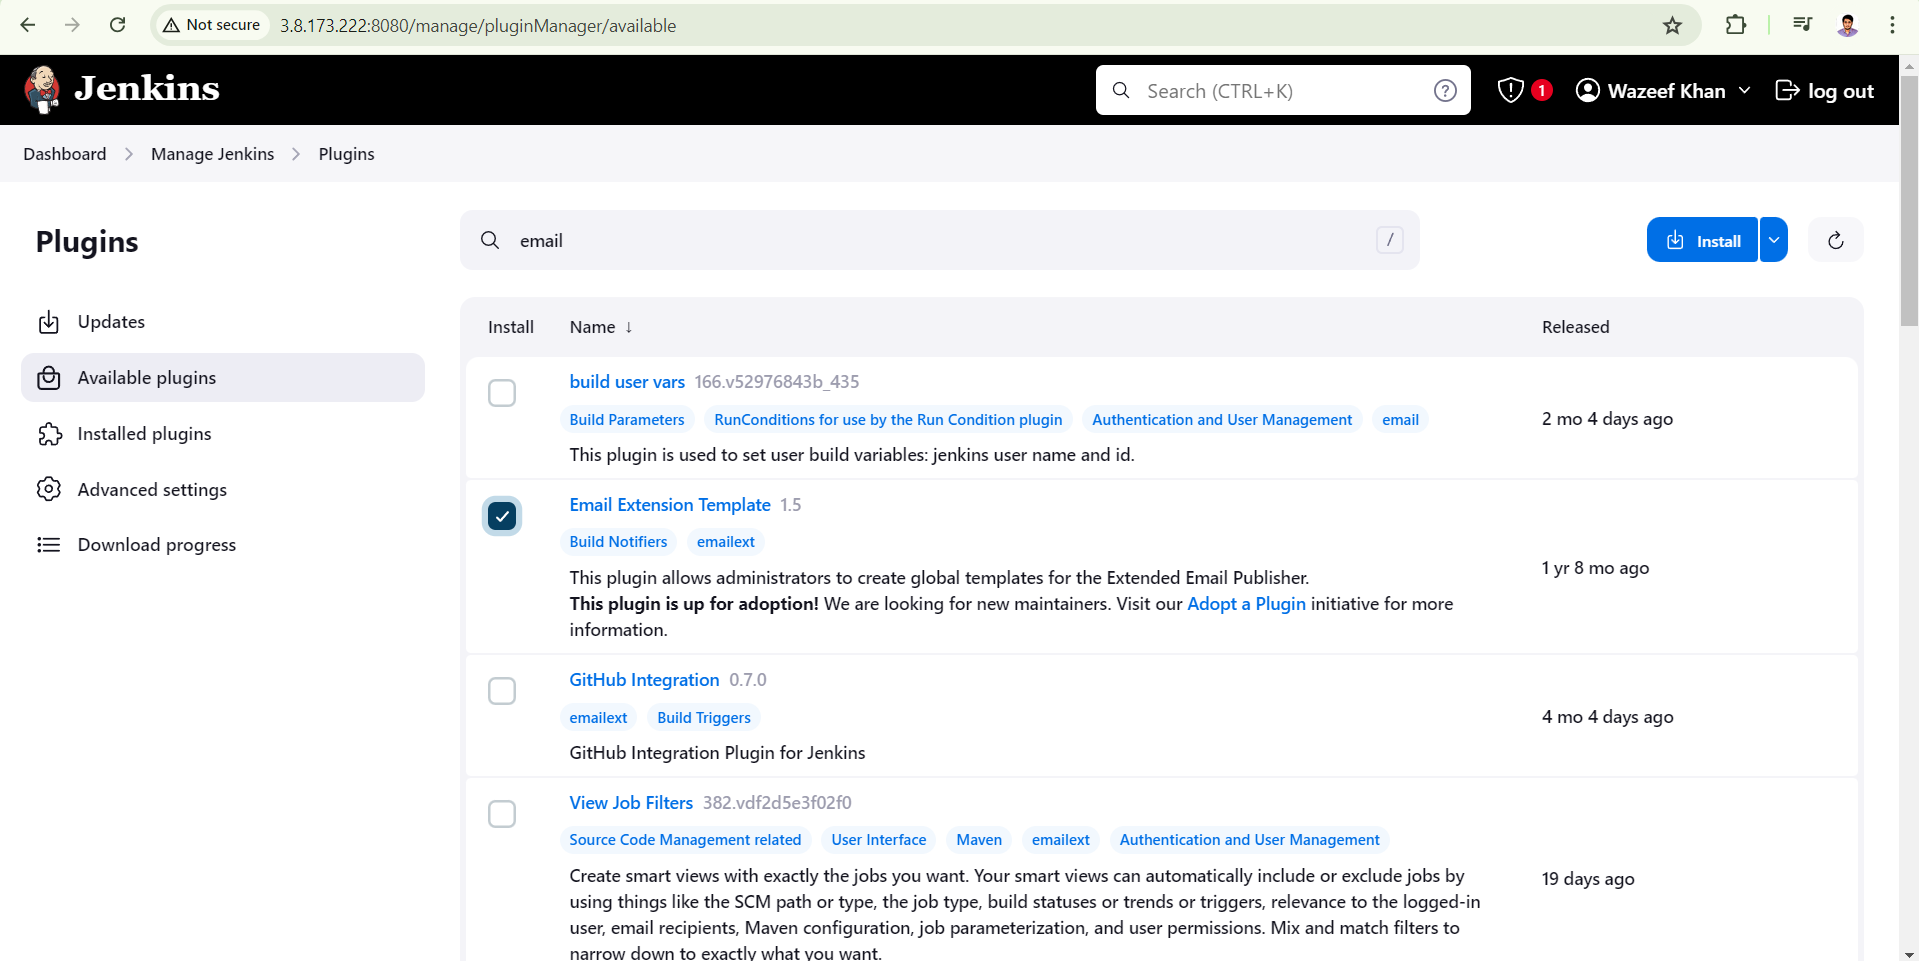 Not secure 3.8.173.222:8080/manage/pluginManager/available
Jenkins
Search (CTRL+K)
1
Wazeef Khan
log out
Dashboard > Manage Jenkins > Plugins
Plugins
email
/
Install
Updates
Available plugins
Installed plugins
Advanced settings
Download progress
Install Name ↓ Released
build user vars 166.v52976843b_435
Build Parameters RunConditions for use by the Run Condition plugin Authentication and User Management email
This plugin is used to set user build variables: jenkins user name and id.
2 mo 4 days ago
Email Extension Template 1.5
Build Notifiers emailext
This plugin allows administrators to create global templates for the Extended Email Publisher.
This plugin is up for adoption! We are looking for new maintainers. Visit our Adopt a Plugin initiative for more
information.
1 yr 8 mo ago
GitHub Integration 0.7.0
emailext Build Triggers
GitHub Integration Plugin for Jenkins
4 mo 4 days ago
View Job Filters 382.vdf2d5e3f02f0
Source Code Management related User Interface Maven emailext Authentication and User Management
Create smart views with exactly the jobs you want. Your smart views can automatically include or exclude jobs by
using things like the SCM path or type, the job type, build statuses or trends or triggers, relevance to the logged-in
user, email recipients, Maven configuration, job parameterization, and user permissions. Mix and match filters to
narrow down to exactly what you want.
19 days ago